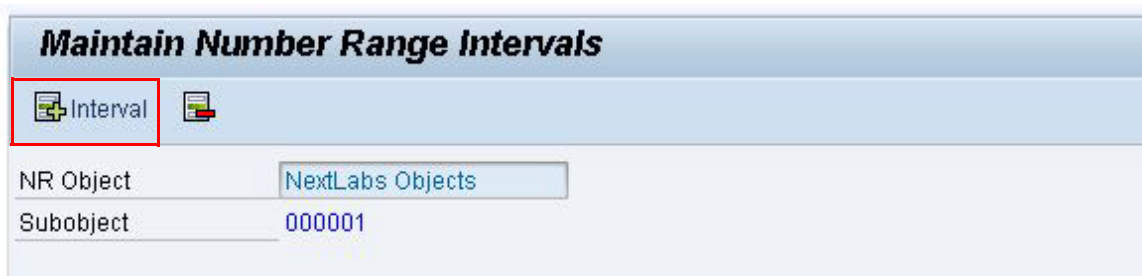 Maintain Number Range Intervals
Interval
NR Object NextLabs Objects
Subobject 000001